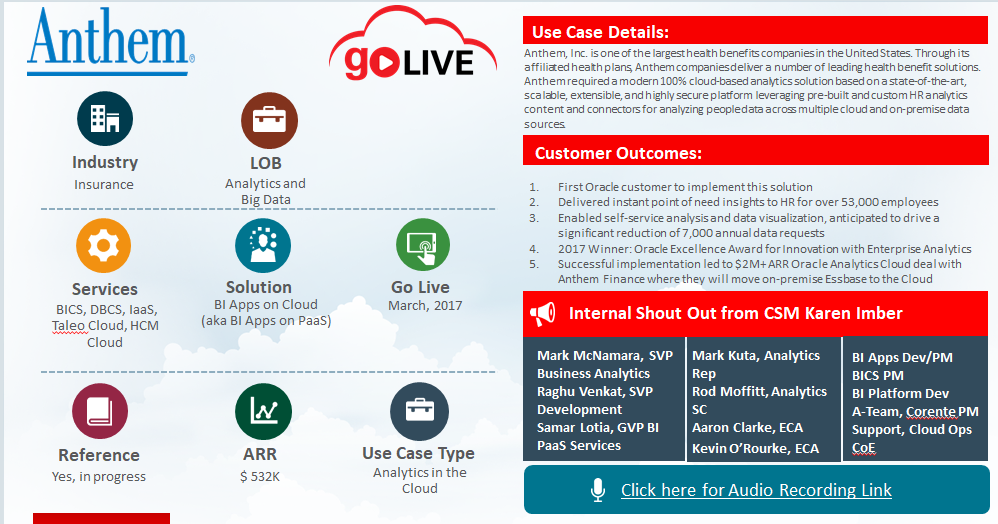 Anthem®
go LIVE
Industry
Insurance
LOB
Analytics and
Big Data
Services
BICS, DBCS, IaaS,
Taleo Cloud, HCM
Cloud
Solution
BI Apps on Cloud
(aka BI Apps on PaaS)
Go Live
March, 2017
Reference
Yes, in progress
ARR
$ 532K
Use Case Type
Analytics in the
Cloud
Use Case Details:
Anthem, Inc. is one of the largest health benefits companies in the United States. Through its
affiliated health plans, Anthem companies deliver a number of leading health benefit solutions.
Anthem required a modern 100% cloud-based analytics solution based on a state-of-the-art,
scalable, extensible, and highly secure platform leveraging pre-built and custom HR analytics
content and connectors for analyzing people data across multiple cloud and on-premise data
sources.
Customer Outcomes:
1. First Oracle customer to implement this solution
2. Delivered instant point of need insights to HR for over 53,000 employees
3. Enabled self-service analysis and data visualization, anticipated to drive a
significant reduction of 7,000 annual data requests
4. 2017 Winner: Oracle Excellence Award for Innovation with Enterprise Analytics
5. Successful implementation led to $2M+ ARR Oracle Analytics Cloud deal with
Anthem Finance where they will move on-premise Essbase to the Cloud
Internal Shout Out from CSM Karen Imber
Mark McNamara, SVP
Business Analytics
Raghu Venkat, SVP
Development
Samar Lotia, GVP BI
PaaS Services
Mark Kuta, Analytics
Rep
Rod Moffitt, Analytics
SC
Aaron Clarke, ECA
Kevin O'Rourke, ECA
BI Apps Dev/PM
BICS PM
BI Platform Dev
A-Team, Corente PM
Support, Cloud Ops
CoE
Click here for Audio Recording Link